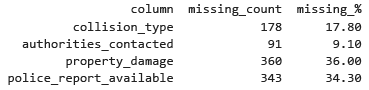 column missing_count missing_%
collision_type 178 17.80
authorities_contacted 91 9.10
property_damage 360 36.00
police_report_available 343 34.30